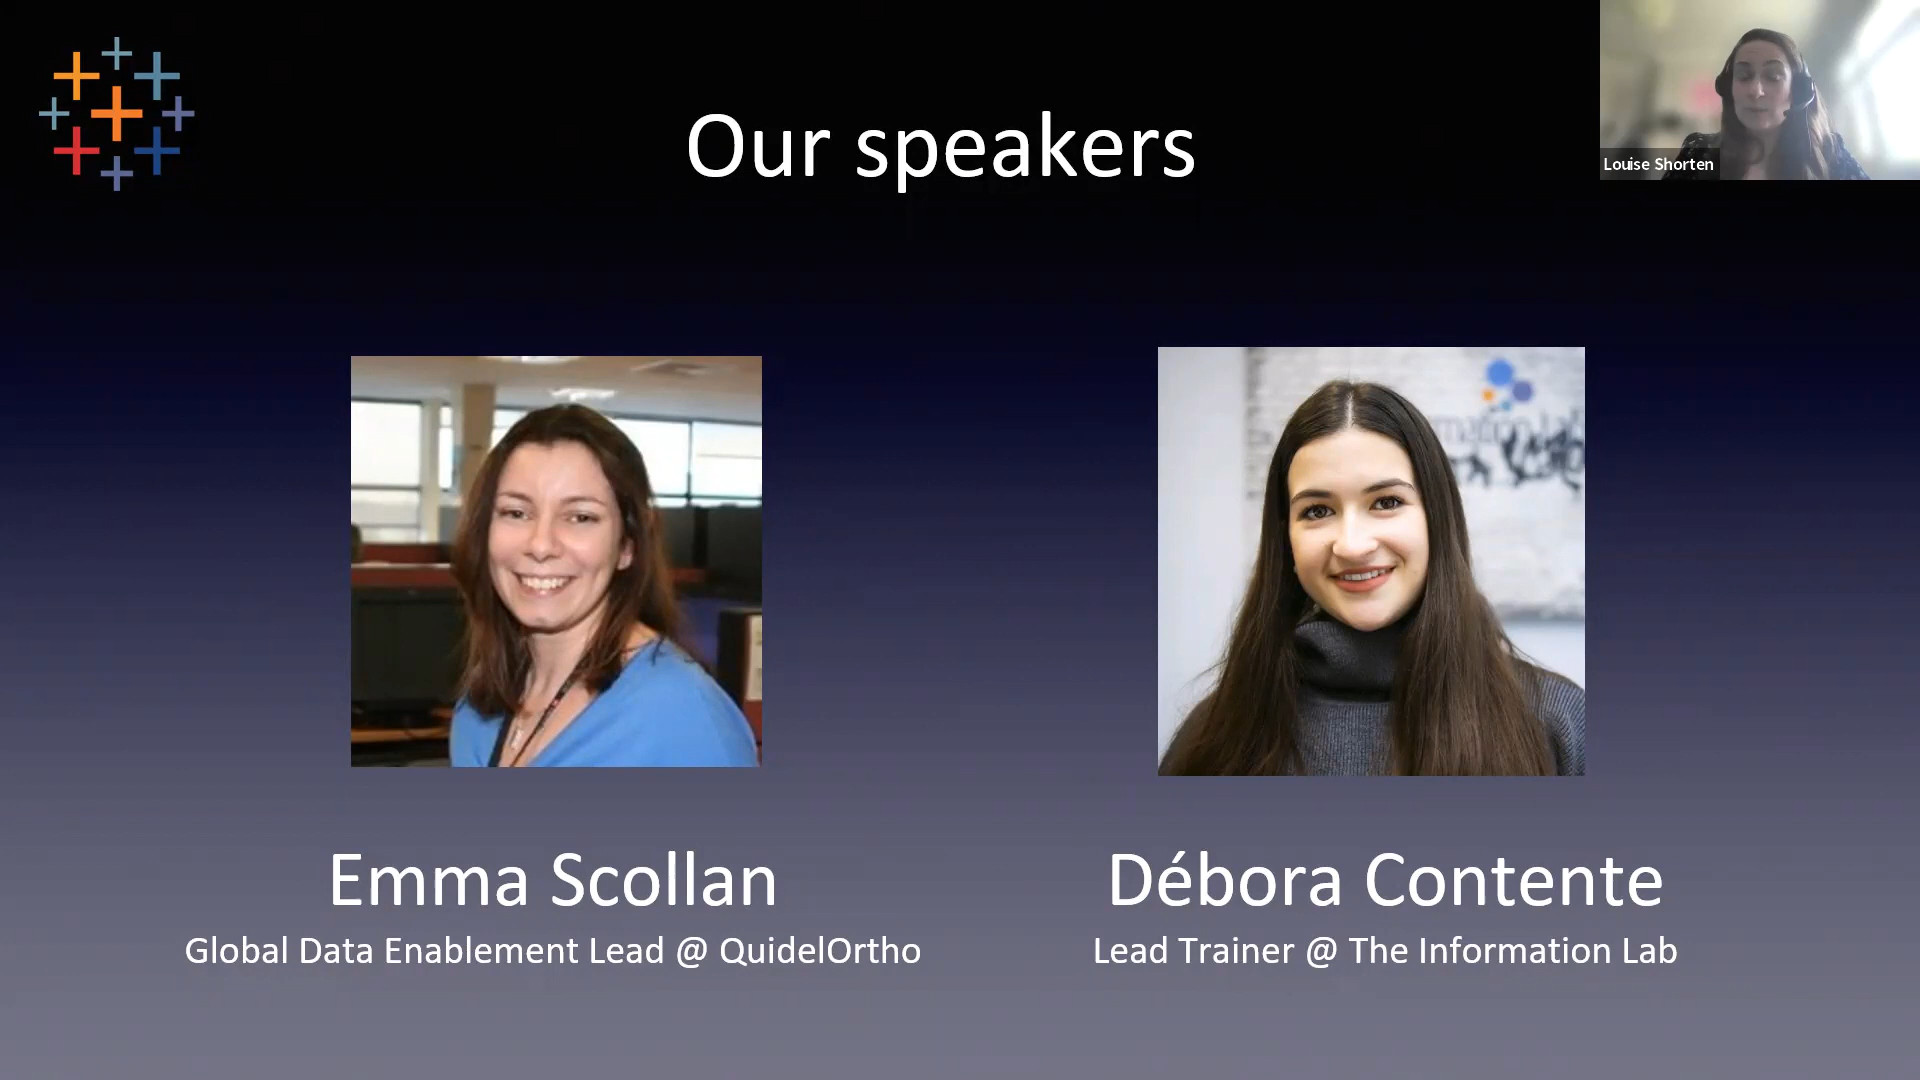 Our speakers
Louise Shorten
Emma Scollan
Débora Contente
Global Data Enablement Lead @ QuidelOrtho
Lead Trainer @ The Information Lab